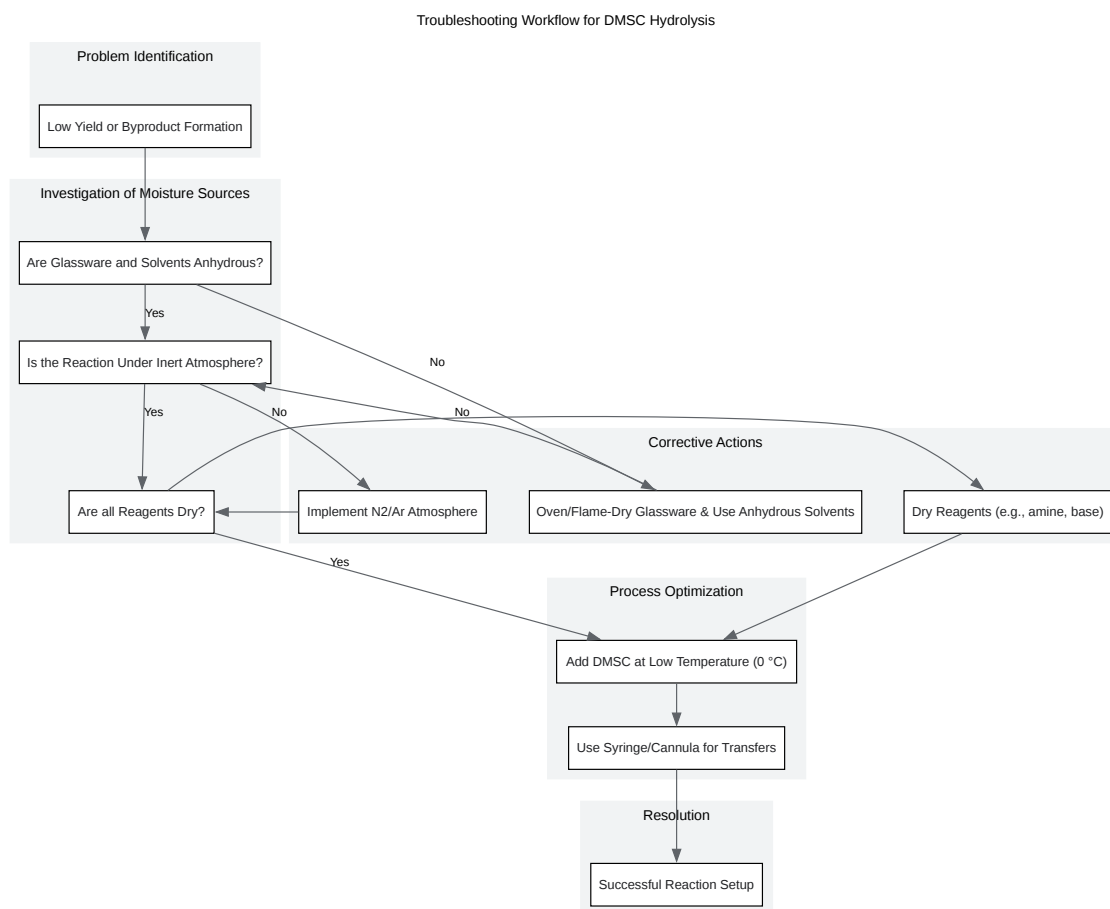 Troubleshooting Workflow for DMSC Hydrolysis
Problem Identification
Low Yield or Byproduct Formation
Investigation of Moisture Sources
Are Glassware and Solvents Anhydrous?
Yes
Is the Reaction Under Inert Atmosphere?
No
Yes
No
No
Corrective Actions
Are all Reagents Dry?
Implement N2/Ar Atmosphere
Oven/Flame-Dry Glassware & Use Anhydrous Solvents
Dry Reagents (e.g., amine, base)
Yes
Process Optimization
Add DMSC at Low Temperature (0 °C)
Use Syringe/Cannula for Transfers
Resolution
Successful Reaction Setup